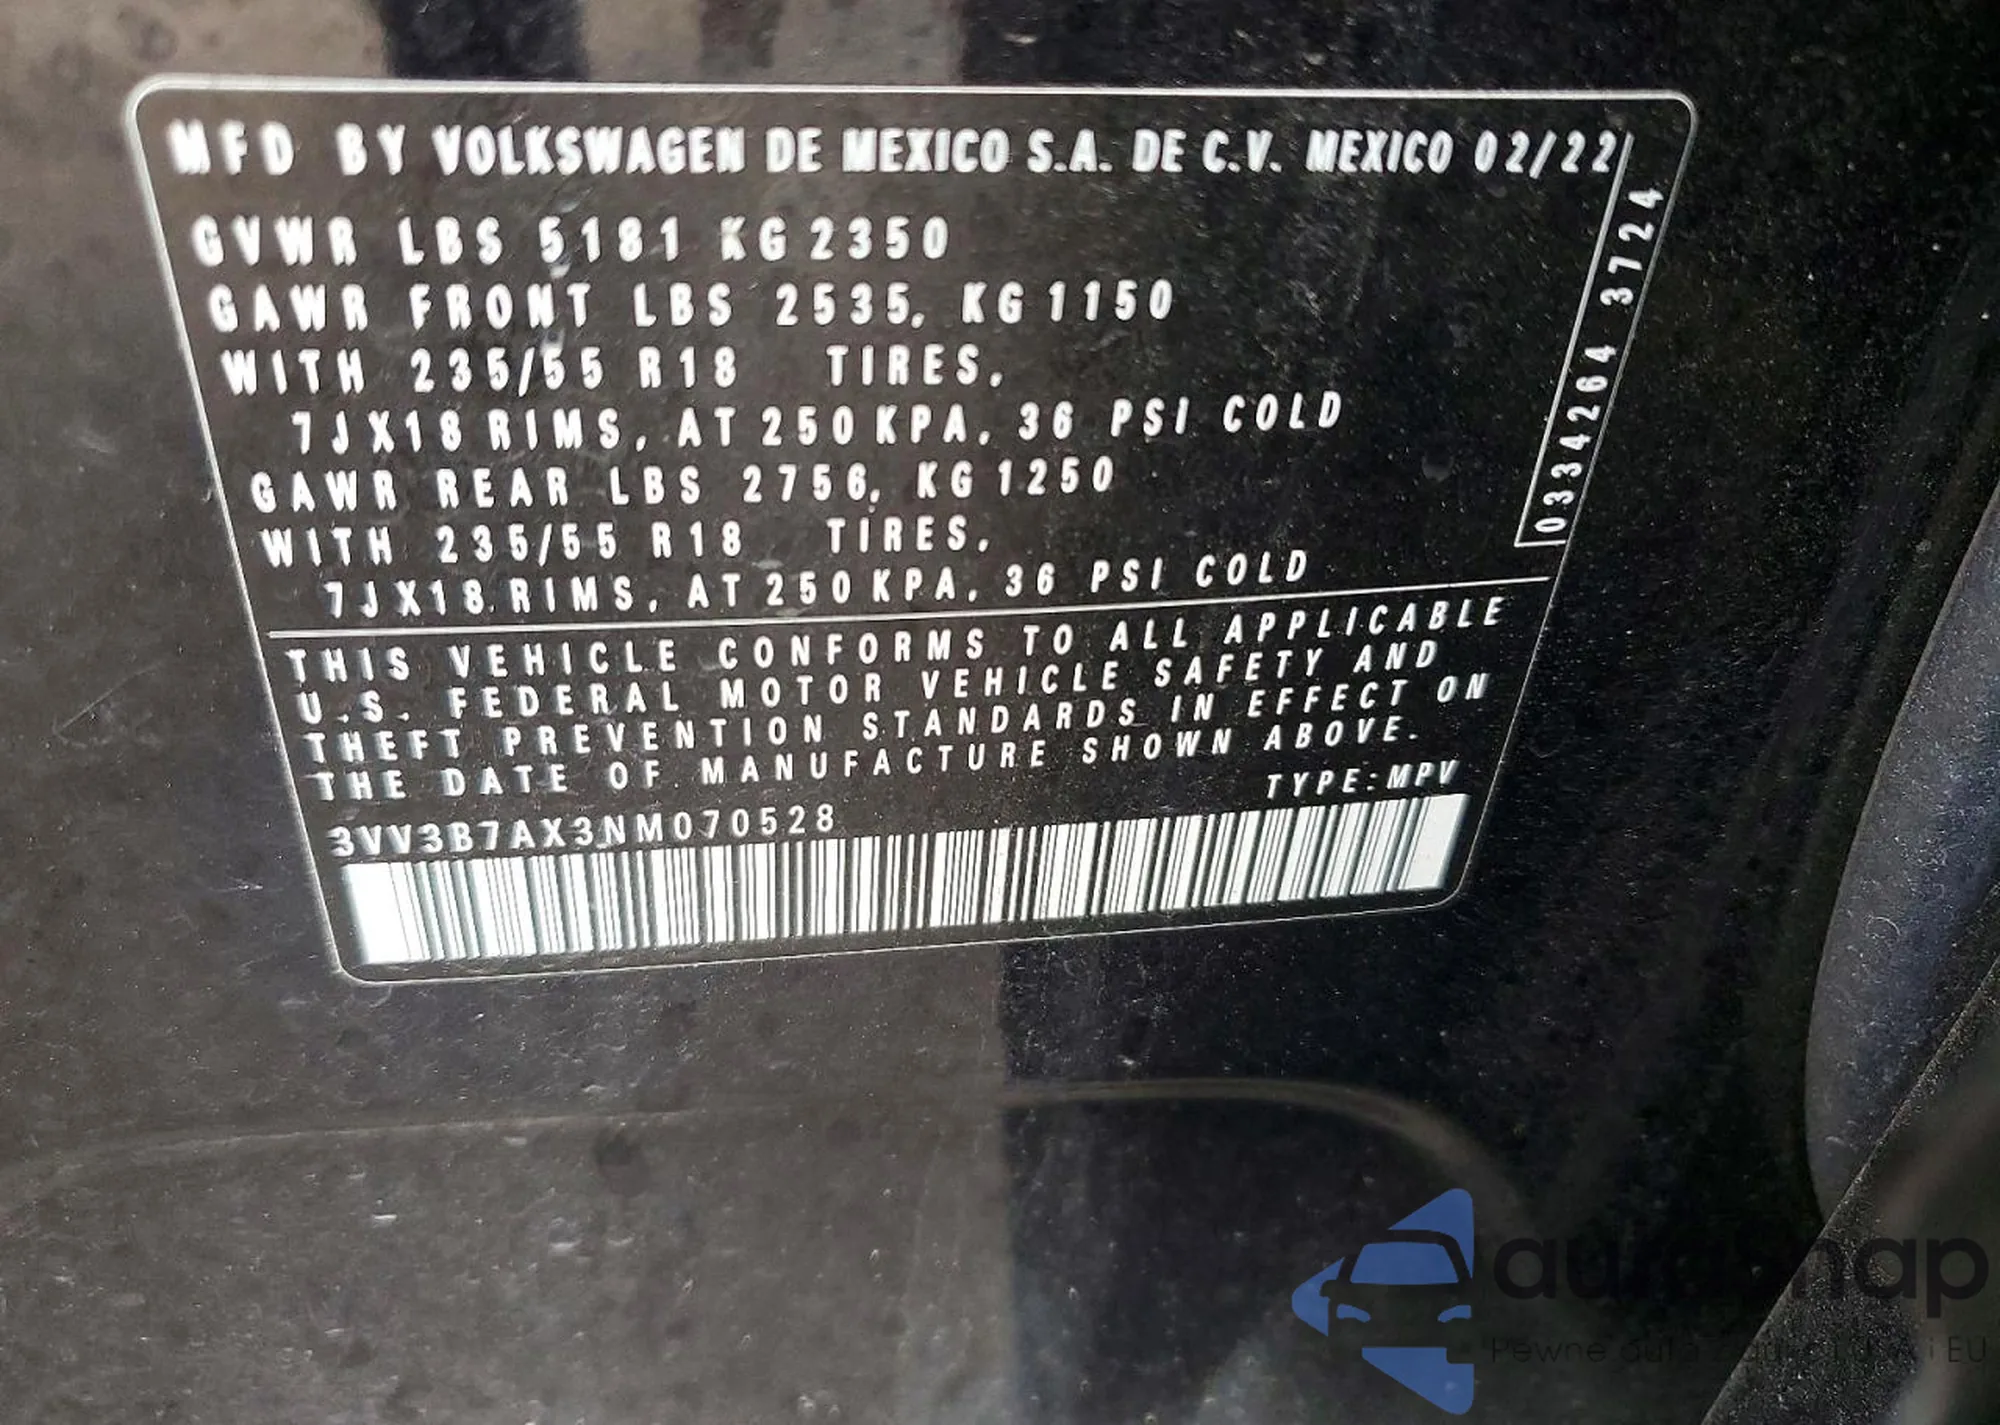 MFD BY VOLKSWAGEN DE MEXICO S.A. DE C.V. MEXICO 02/22
GVWR LBS 5181 KG 2350
GAWR FRONT LBS 2535, KG 1150
WITH 235/55 R18 TIRES,
7JX18 RIMS, AT 250 KPA, 36 PSI COLD
GAWR REAR LBS 2756, KG 1250
WITH 235/55 R18 TIRES,
7JX18 RIMS, AT 250 KPA, 36 PSI COLD
0334264 3724
THIS VEHICLE CONFORMS TO ALL APPLICABLE
U.S. FEDERAL MOTOR VEHICLE SAFETY AND
THEFT PREVENTION STANDARDS IN EFFECT ON
THE DATE OF MANUFACTURE SHOWN ABOVE.
TYPE: MPV
3VV3B7AX3NM070528
Pewne auta i EU